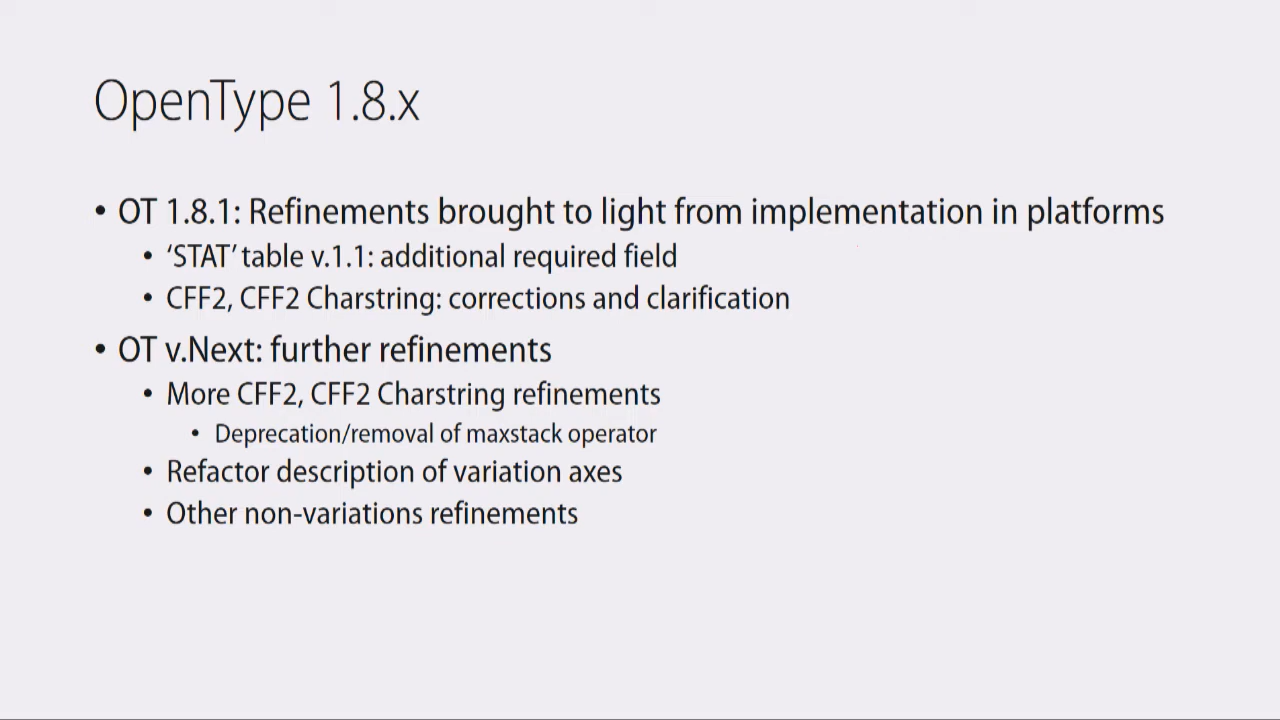 OpenType 1.8.x
• OT 1.8.1: Refinements brought to light from implementation in platforms
• ‘STAT’ table v.1.1: additional required field
• CFF2, CFF2 Charstring: corrections and clarification
• OT v.Next: further refinements
• More CFF2, CFF2 Charstring refinements
• Deprecation/removal of maxstack operator
• Refactor description of variation axes
• Other non-variations refinements